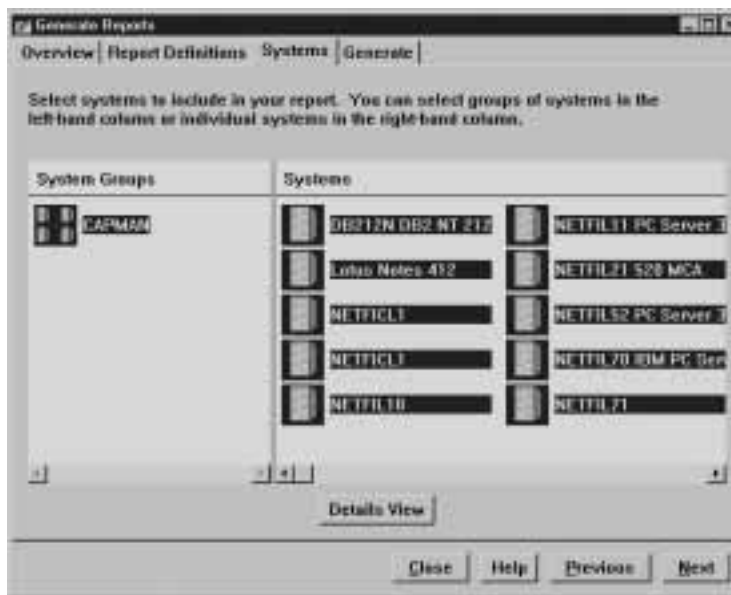 Generate Reports
Overview Report Definitions Systems Generate
Select systems to include in your report. You can select groups of systems in the
left-hand column or individual systems in the right-hand column.
System Groups
Systems
CAPMAN
DB212N DB2 NT 212
Lotus Notes 412
NETFICL1
NETFICL1
NETFIL10
NETFIL11 PC Server 3
NETFIL21 520 MCA
NETFIL52 PC Server 3
NETFIL70 IBM PC Ser
NETFIL71
Details View
Close Help Previous Next